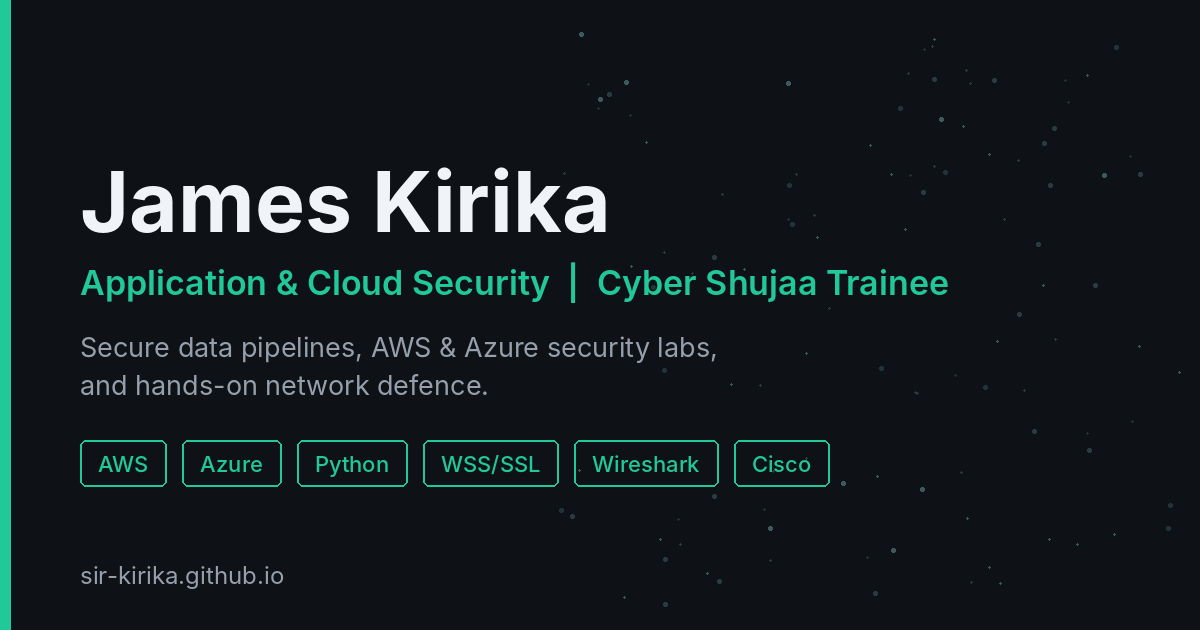 James Kirika
Application & Cloud Security | Cyber Shujaa Trainee
Secure data pipelines, AWS & Azure security labs,
and hands-on network defence.
AWS Azure Python WSS/SSL Wireshark Cisco
sir-kirika.github.io